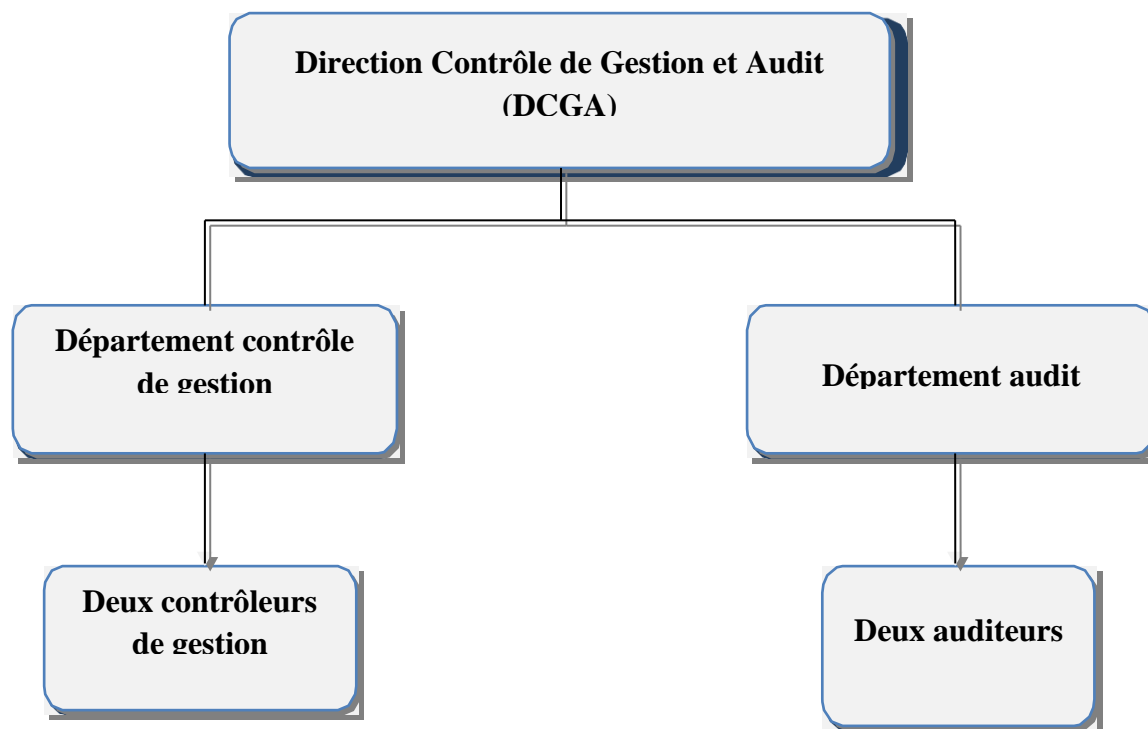 Direction Contrôle de Gestion et Audit
(DCGA)
Département contrôle
de gestion
Département audit
Deux contrôleurs
de gestion
Deux auditeurs